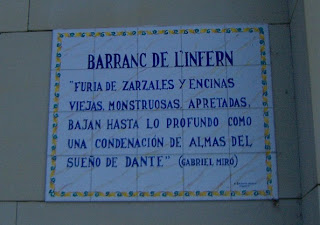 BARRANC DE L'INFERN
"FURIA DE ZARZALES Y ENCINAS
VIEJAS, MONSTRUOSAS, APRETADAS,
BAJAN HASTA LO PROFUNDO COMO
UNA CONDENACIÓN DE ALMAS DEL
SUEÑO DE DANTE" (GABRIEL MIRÓ)